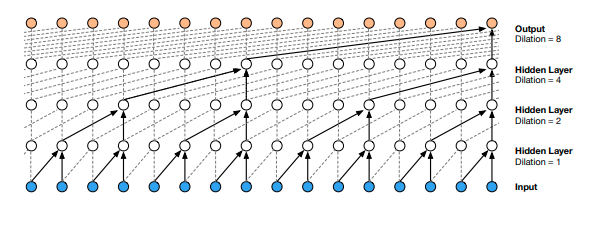 Output
Dilation = 8
Hidden Layer
Dilation = 4
Hidden Layer
Dilation = 2
Hidden Layer
Dilation = 1
Input